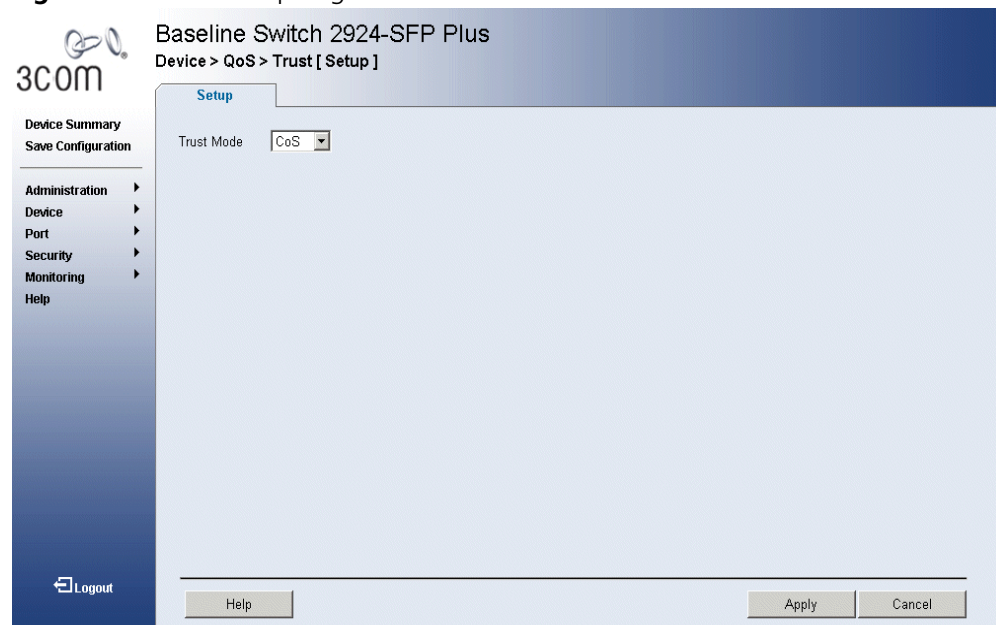 Baseline Switch 2924-SFP Plus
Device > QoS > Trust [ Setup ]
3COM
Setup
Device Summary
Save Configuration
Trust Mode CoS
Administration
Device
Port
Security
Monitoring
Help
Logout
Help Apply Cancel